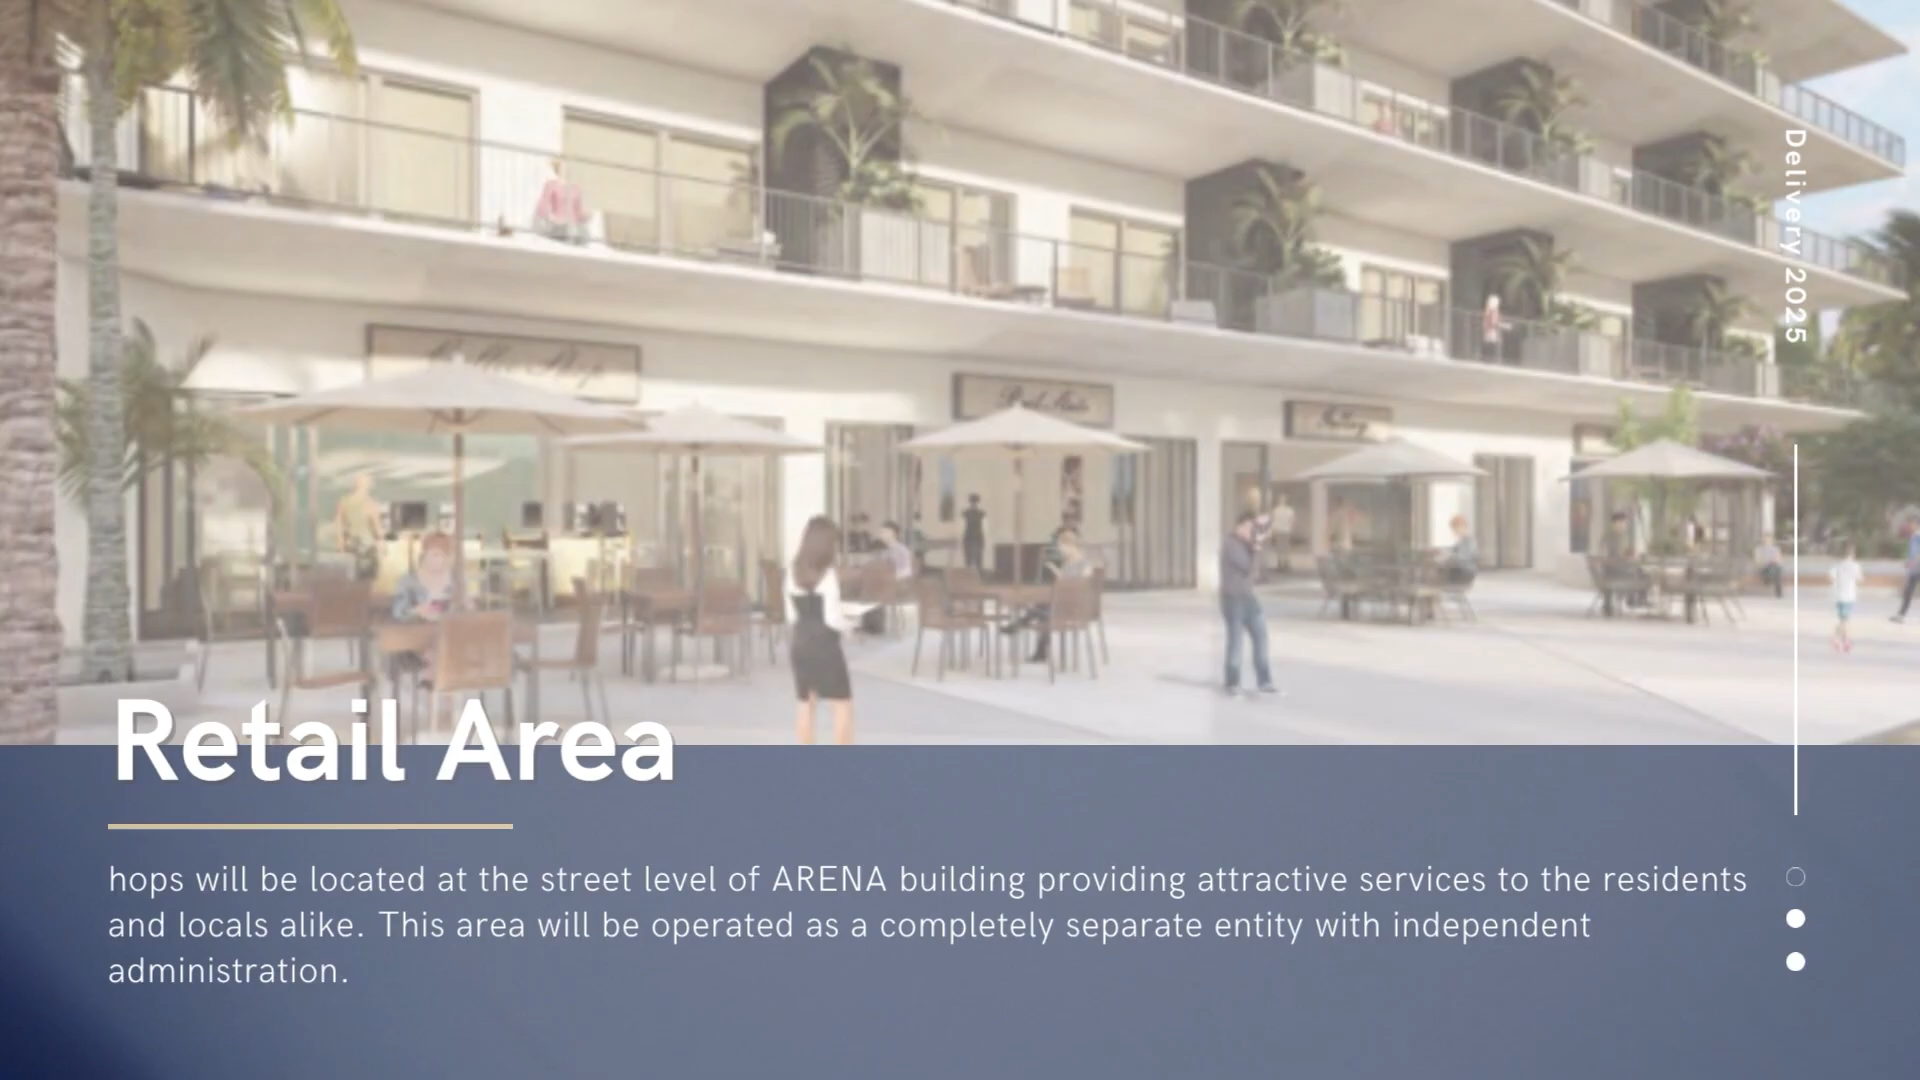 Delivery 2025
Retail Area
hops will be located at the street level of ARENA building providing attractive services to the residents
and locals alike. This area will be operated as a completely separate entity with independent
administration.